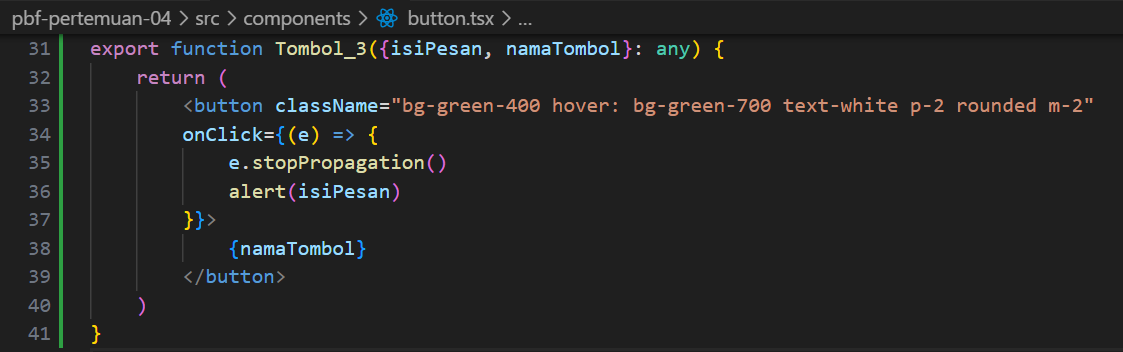 pbf-pertemuan-04 > src > components > button.tsx > ...
31 export function Tombol_3({isiPesan, namaTombol}: any) {
32 return (
33 <button className="bg-green-400 hover: bg-green-700 text-white p-2 rounded m-2"
34 onClick={(e) => {
35 e.stopPropagation()
36 alert(isiPesan)
37 }}>
38 {namaTombol}
39 </button>
40 )
41 }